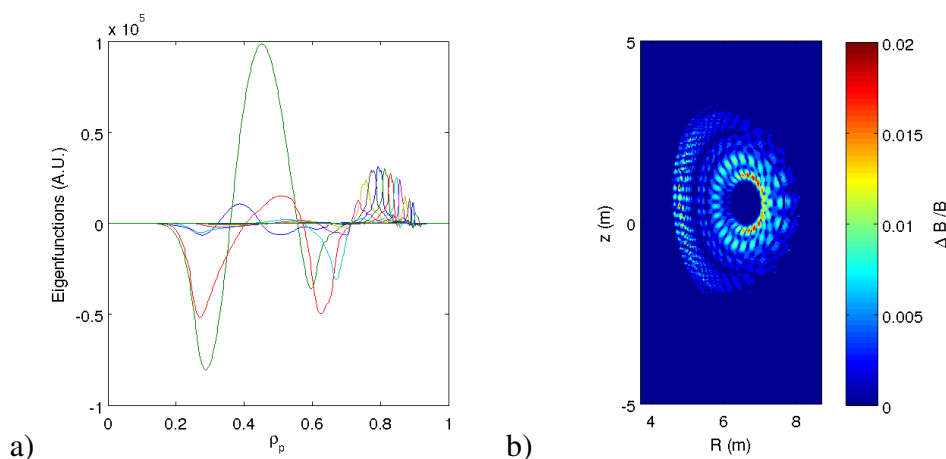 a)
Eigenfunctions (A.U.)
x 10^5
1
0.5
0
-0.5
-1
0 0.2 0.4 0.6 0.8 1
ρ_p
b)
z (m)
5
0
-5
4 6 8
R (m)
0.02
0.015
0.01
0.005
0
Δ B /B